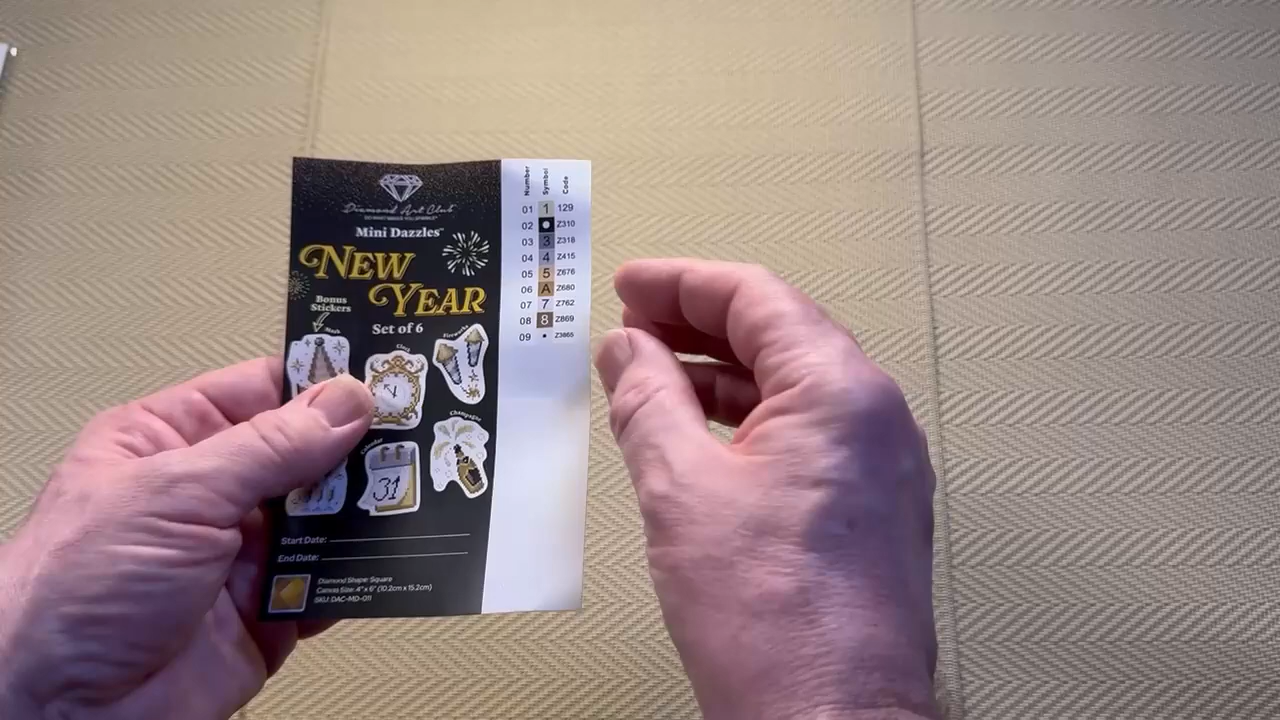 Diamond Art Club
Mini Dazzles™
NEW
YEAR
Bonus
Stickers
Set of 6
Clock
Fireworks
Champagne
Calendar
31
Start Date:
End Date:
Diamond Shape: Square
Canvas Size: 4" x 6" (10.2cm x 15.2cm)
SKU: DAC-MD-011
Number Symbol Code
01 1 129
02 Z310
03 3 Z318
04 4 Z415
05 5 Z676
06 A Z680
07 7 Z762
08 8 Z869
09 • Z3865